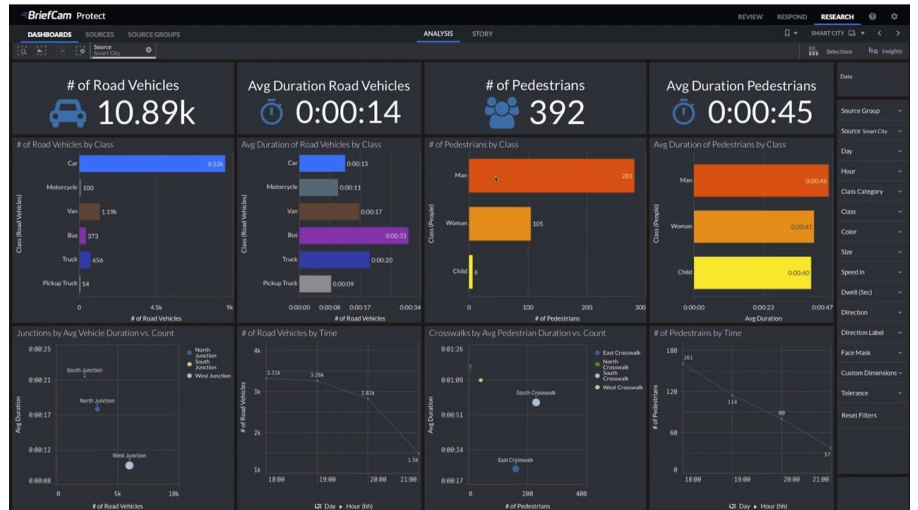 BriefCam Protect
REVIEW RESPOND RESEARCH
DASHBOARDS SOURCES SOURCE GROUPS
ANALYSIS STORY
SMART CITY
Source
Smart City
Selections Insights
# of Road Vehicles
10.89k
Avg Duration Road Vehicles
0:00:14
# of Pedestrians
392
Avg Duration Pedestrians
0:00:45
# of Road Vehicles by Class
Class (Road Vehicles)
Car 8.52k
Motorcycle 100
Van 1.19k
Bus 373
Truck 656
Pickup Truck 54
0 4.5k 9k
# of Road Vehicles
Avg Duration of Road Vehicles by Class
Class (Road Vehicles)
Car 0:00:13
Motorcycle 0:00:11
Van 0:00:17
Bus 0:00:31
Truck 0:00:20
Pickup Truck 0:00:09
0:00:00 0:00:08 0:00:17 0:00:34
# of Road Vehicles
# of Pedestrians by Class
Class (People)
Man 281
Woman 105
Child 6
0 100 200 300
# of Pedestrians
Avg Duration of Pedestrians by Class
Class (People)
Man 0:00:46
Woman 0:00:45
Child 0:00:40
0:00:00 0:00:23 0:00:47
Avg Duration
Junctions by Avg Vehicle Duration vs. Count
Avg Duration
0:00:25
0:00:21
0:00:17
0:00:12
0:00:08
South Junction
North Junction
West Junction
North Junction
South Junction
West Junction
0 5k 10k
# of Road Vehicles
# of Road Vehicles by Time
# of Road Vehicles
4k
3k
2k
1k
3.31k
3.26k
2.82k
1.5k
18:00 19:00 20:00 21:00
Day ▸ Hour (hh)
Crosswalks by Avg Pedestrian Duration vs. Count
Avg Duration
0:01:26
0:01:09
0:00:51
0:00:34
0:00:17
South Crosswalk
East Crosswalk
East Crosswalk
North Crosswalk
South Crosswalk
West Crosswalk
0 200 400
# of Pedestrians
# of Pedestrains by Time
# of Pedestrians
180
120
60
0
161
114
80
37
18:00 19:00 20:00 21:00
Day ▸ Hour (hh)
Date
Source Group
Source Smart City
Day
Hour
Class Category
Class
Color
Size
Speed in
Dwell (Sec)
Direction
Direction Label
Face Mask
Custom Dimensions
Tolerance
Reset Filters